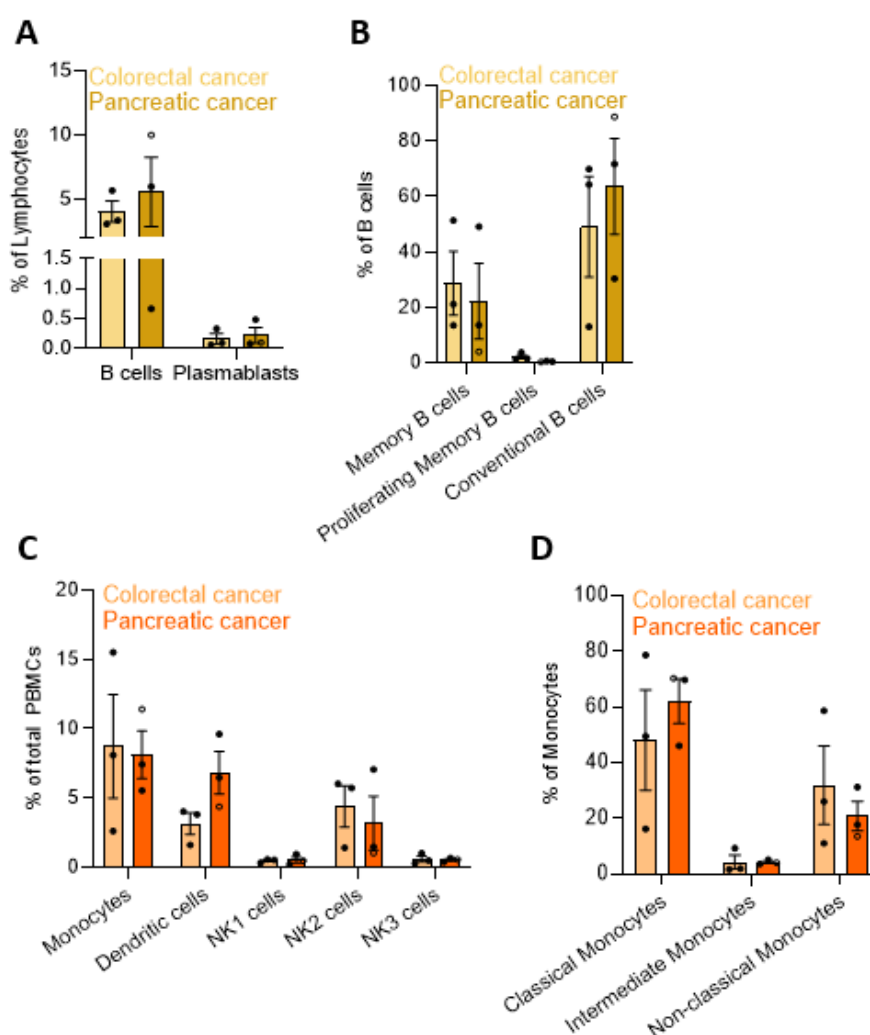 A
% of Lymphocytes
15
10
5
1.5
1.0
0.5
0.0
Colorectal cancer
Pancreatic cancer
B cells Plasmablasts
B
% of B cells
100
80
60
40
20
0
Colorectal cancer
Pancreatic cancer
Memory B cells
Proliferating Memory B cells
Conventional B cells
C
% of total PBMCs
20
15
10
5
0
Colorectal cancer
Pancreatic cancer
Monocytes
Dendritic cells
NK1 cells
NK2 cells
NK3 cells
D
% of Monocytes
100
80
60
40
20
0
Colorectal cancer
Pancreatic cancer
Classical Monocytes
Intermediate Monocytes
Non-classical Monocytes